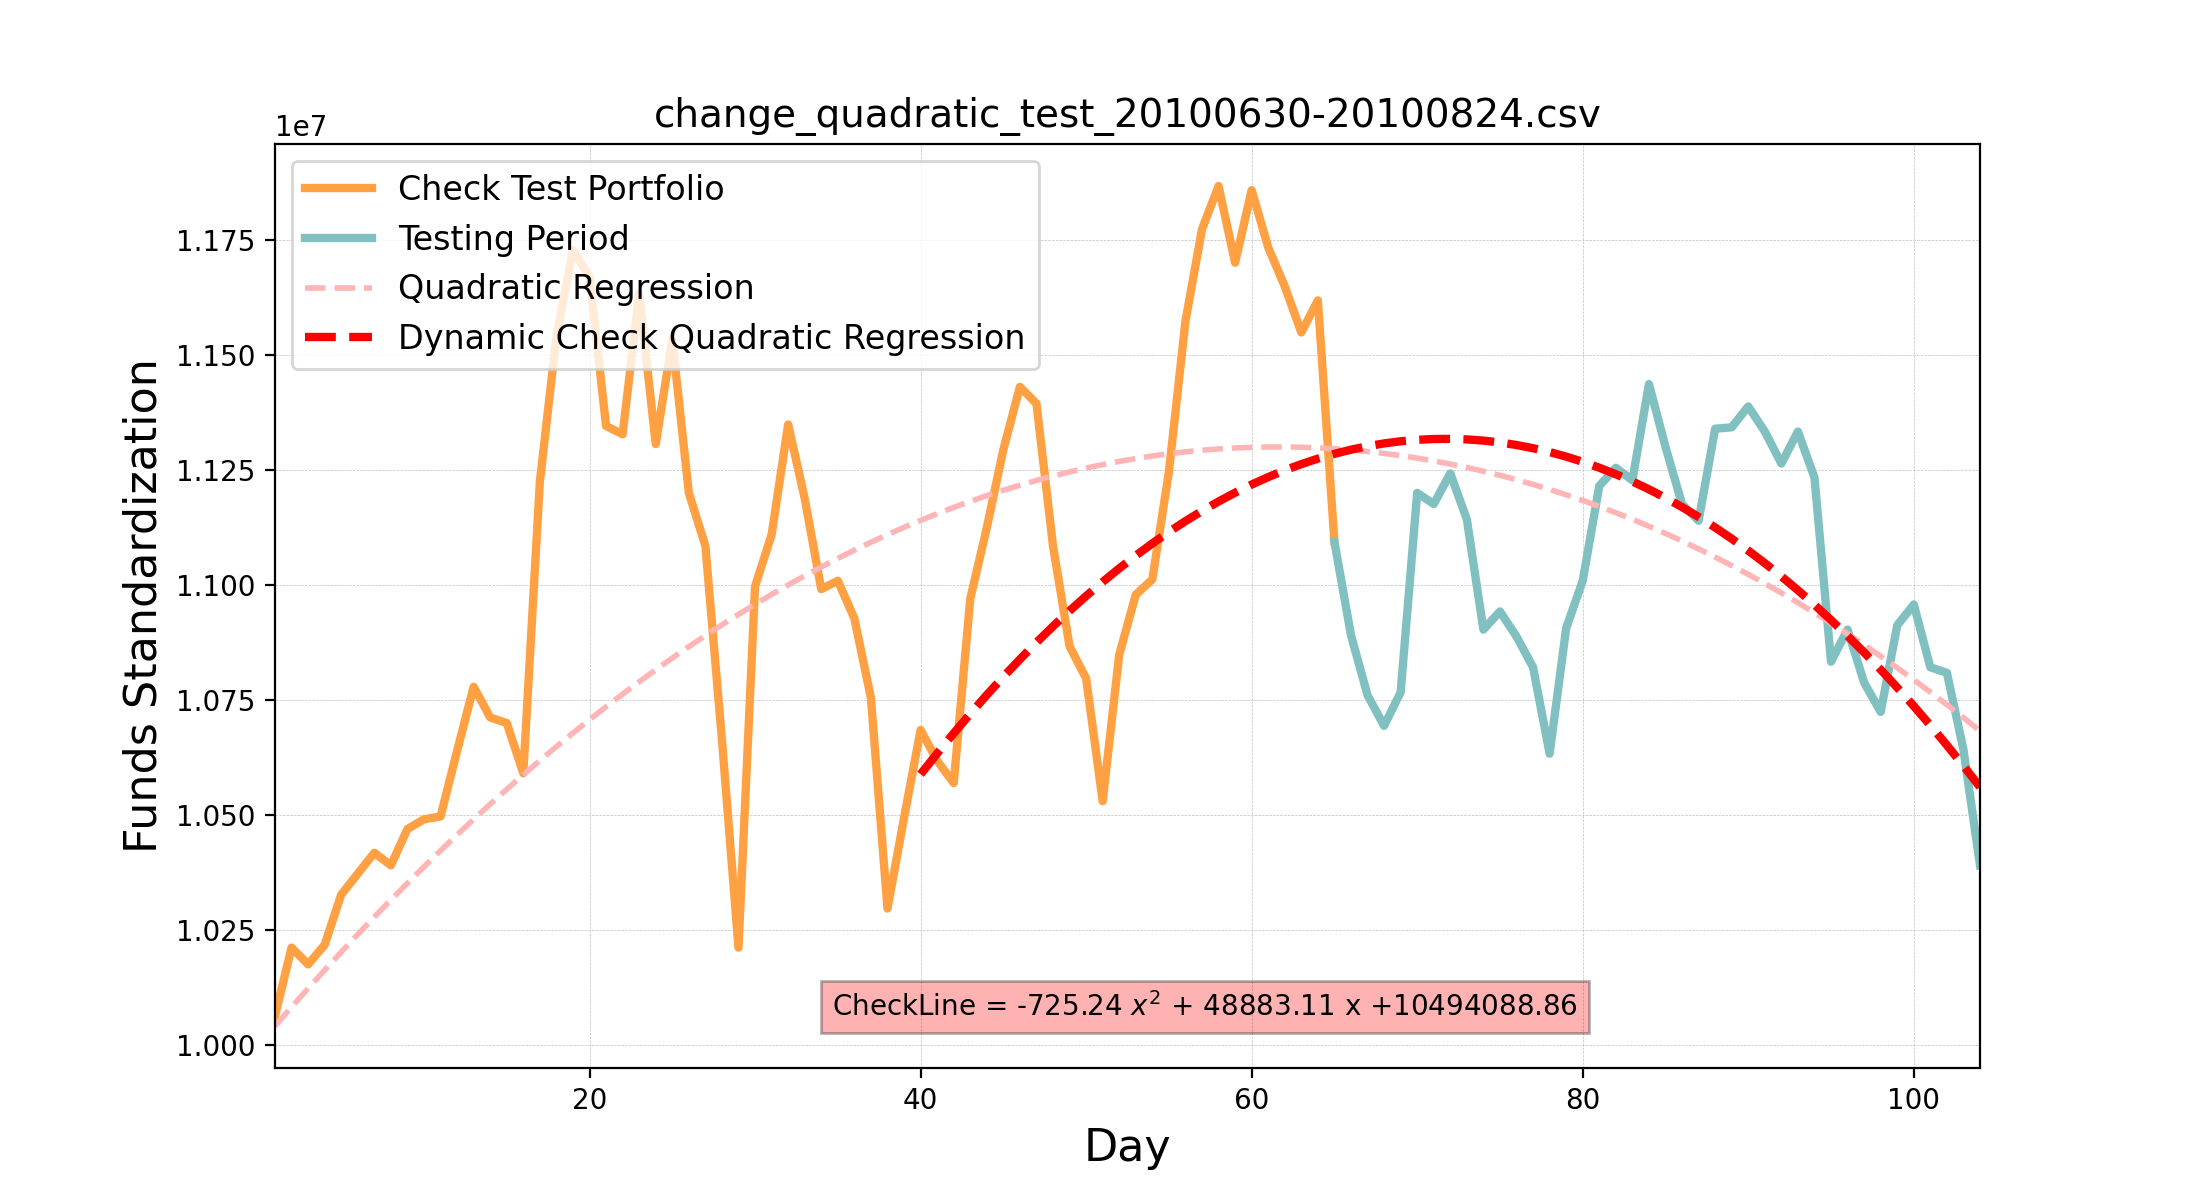 change_quadratic_test_20100630-20100824.csv
1e7
Check Test Portfolio
Testing Period
Quadratic Regression
Dynamic Check Quadratic Regression
Funds Standardization
1.175
1.150
1.125
1.100
1.075
1.050
1.025
1.000
CheckLine = -725.24 x² + 48883.11 x +10494088.86
20 40 60 80 100
Day